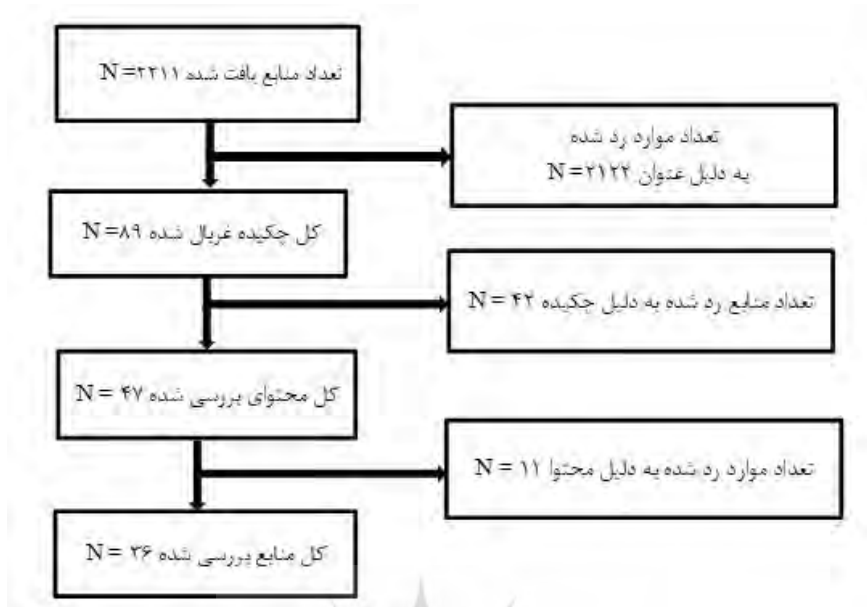 تعداد منابع یافت شده N =۲۲۱۱
تعداد موارد رد شده
به دلیل عنوان N =۲۱۲۲
کل چکیده غربال شده N =۸۹
تعداد منابع رد شده به دلیل چکیده N = ۴۲
کل محتوای بررسی شده N = ۴۷
تعداد موارد رد شده به دلیل محتوا N = ۱۱
کل منابع بررسی شده N = ۳۶